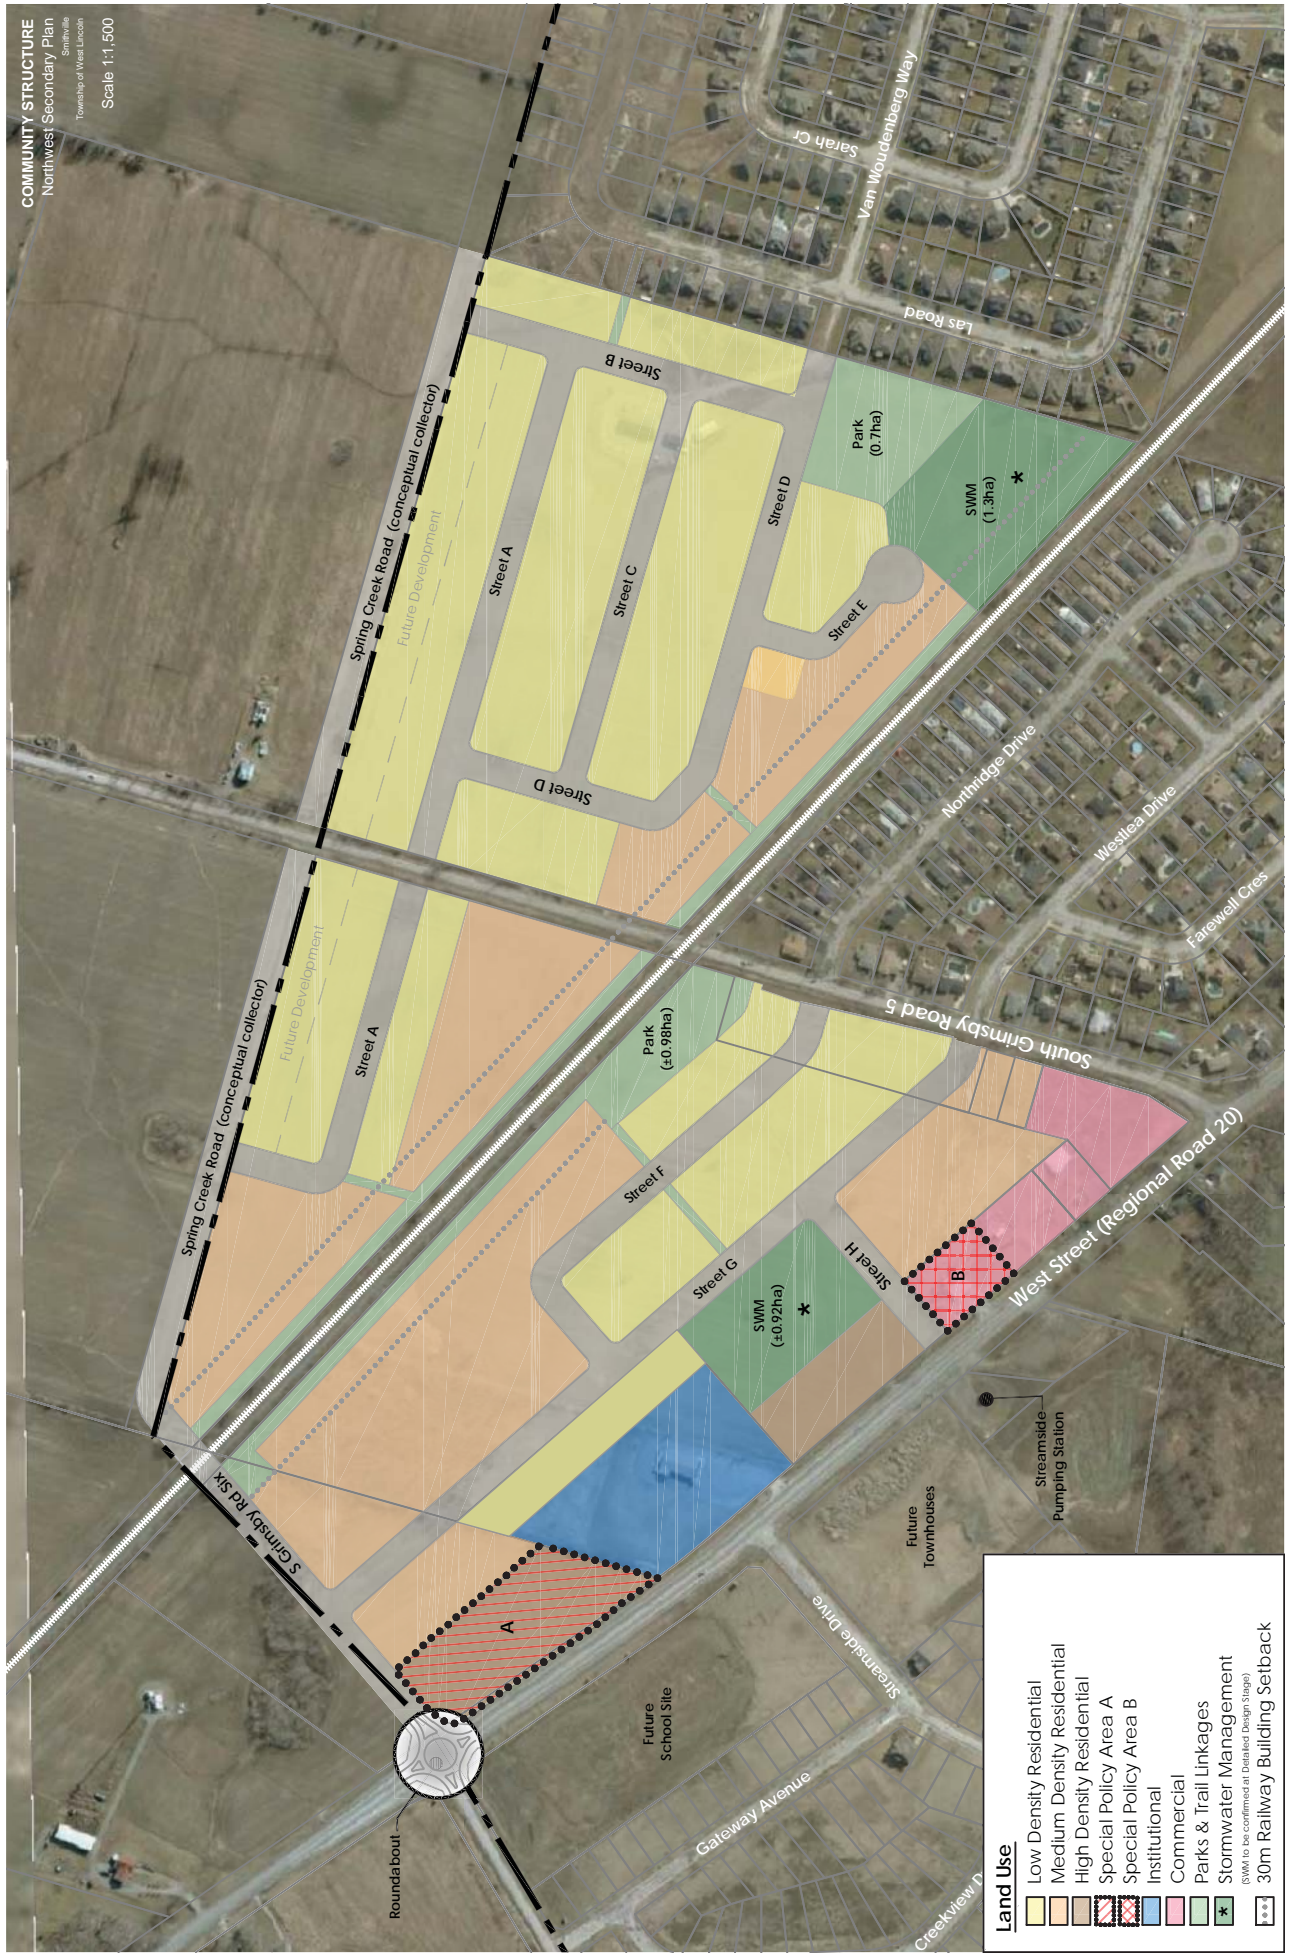 COMMUNITY STRUCTURE
Northwest Secondary Plan
Smithville
Township of West Lincoln
Scale 1:1,500
Spring Creek Road (conceptual collector)
Spring Creek Road (conceptual collector)
Future Development
Future Development
Street A
Street A
Street B
Street C
Street D
Street D
Street E
Park
(0.7ha)
SWM
(1.3ha)
*
Sarah Cr
Van Woudenberg Way
Las Road
Northridge Drive
Westlea Drive
Farewell Cres
South Grimsby Road 5
Park
(±0.98ha)
Street F
Street G
Street H
SWM
(±0.92ha)
*
B
West Street (Regional Road 20)
S Grimsby Rd Six
A
Roundabout
Streamside
Pumping Station
Future
Townhouses
Future
School Site
Streamside Drive
Gateway Avenue
Creekview D
Land Use
Low Density Residential
Medium Density Residential
High Density Residential
Special Policy Area A
Special Policy Area B
Institutional
Commercial
Parks & Trail Linkages
* Stormwater Management
(SWM to be confirmed at Detailed Design Stage)
30m Railway Building Setback